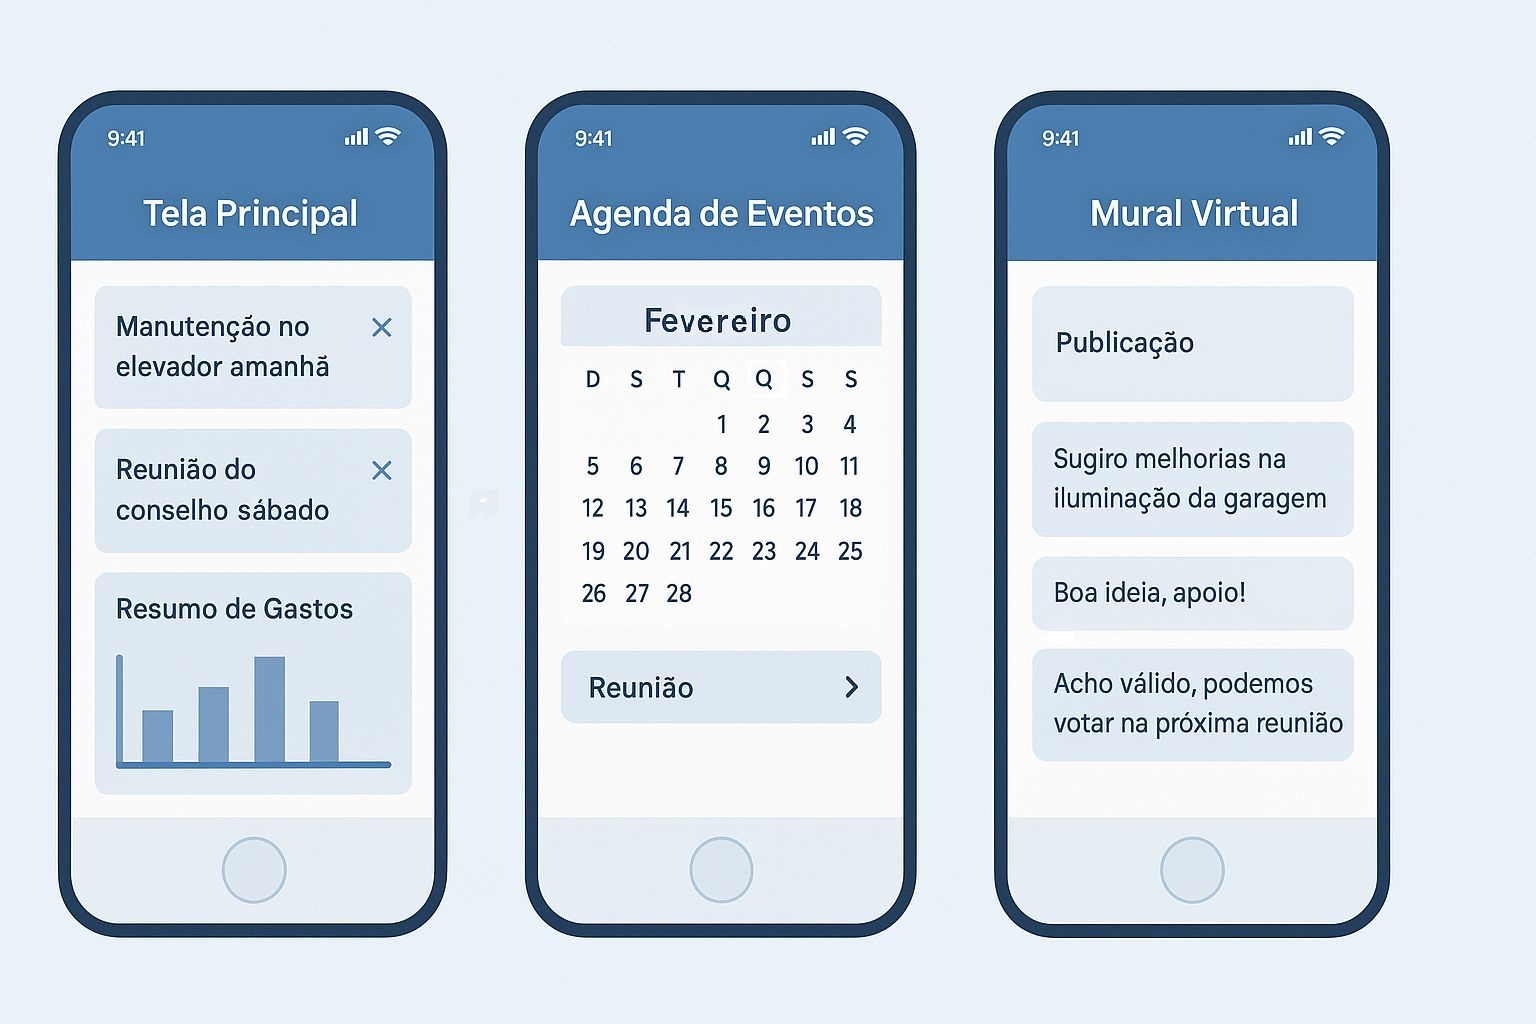 9:41
Tela Principal
Manutenção no
elevador amanhã
Reunião do
conselho sábado
Resumo de Gastos
9:41
Agenda de Eventos
Fevereiro
D S T Q Q S S
1 2 3 4
5 6 7 8 9 10 11
12 13 14 15 16 17 18
19 20 21 22 23 24 25
26 27 28
Reunião
9:41
Mural Virtual
Publicação
Sugiro melhorias na
iluminação da garagem
Boa ideia, apoio!
Acho válido, podemos
votar na próxima reunião